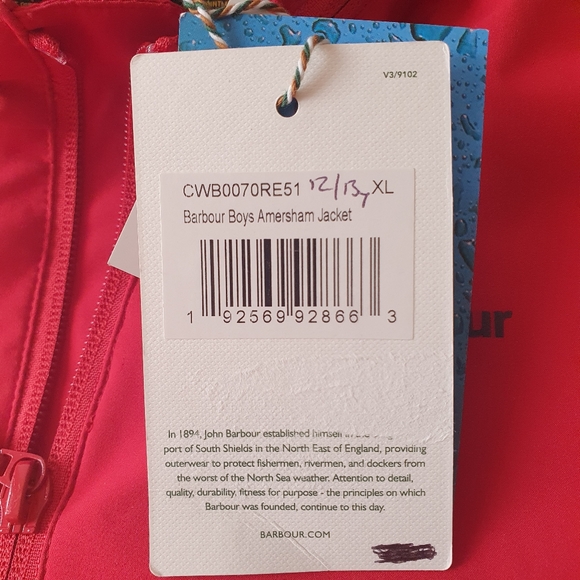 V3/9102
CWB0070RE51 12/13y XL
Barbour Boys Amersham Jacket
1 92569 92866 3
ur
In 1894, John Barbour established himself in the
port of South Shields in the North East of England, providing
outerwear to protect fishermen, rivermen, and dockers from
the worst of the North Sea weather. Attention to detail,
quality, durability, fitness for purpose - the principles on which
Barbour was founded, continue to this day.
BARBOUR.COM